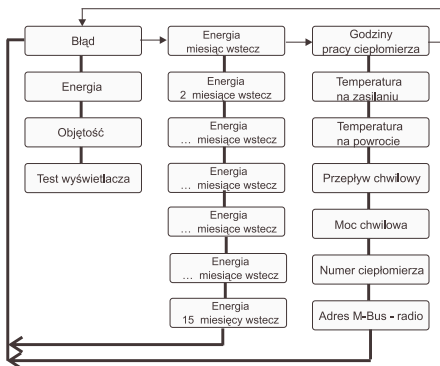 Błąd
Energia
Objętość
Test wyświetlacza
Energia
miesiąc wstecz
Energia
2 miesiące wstecz
Energia
... miesiące wstecz
Energia
... miesiące wstecz
Energia
... miesiące wstecz
Energia
... miesiące wstecz
Energia
15 miesięcy wstecz
Godziny
pracy ciepłomierza
Temperatura
na zasilaniu
Temperatura
na powrocie
Przepływ chwilowy
Moc chwilowa
Numer ciepłomierza
Adres M-Bus - radio